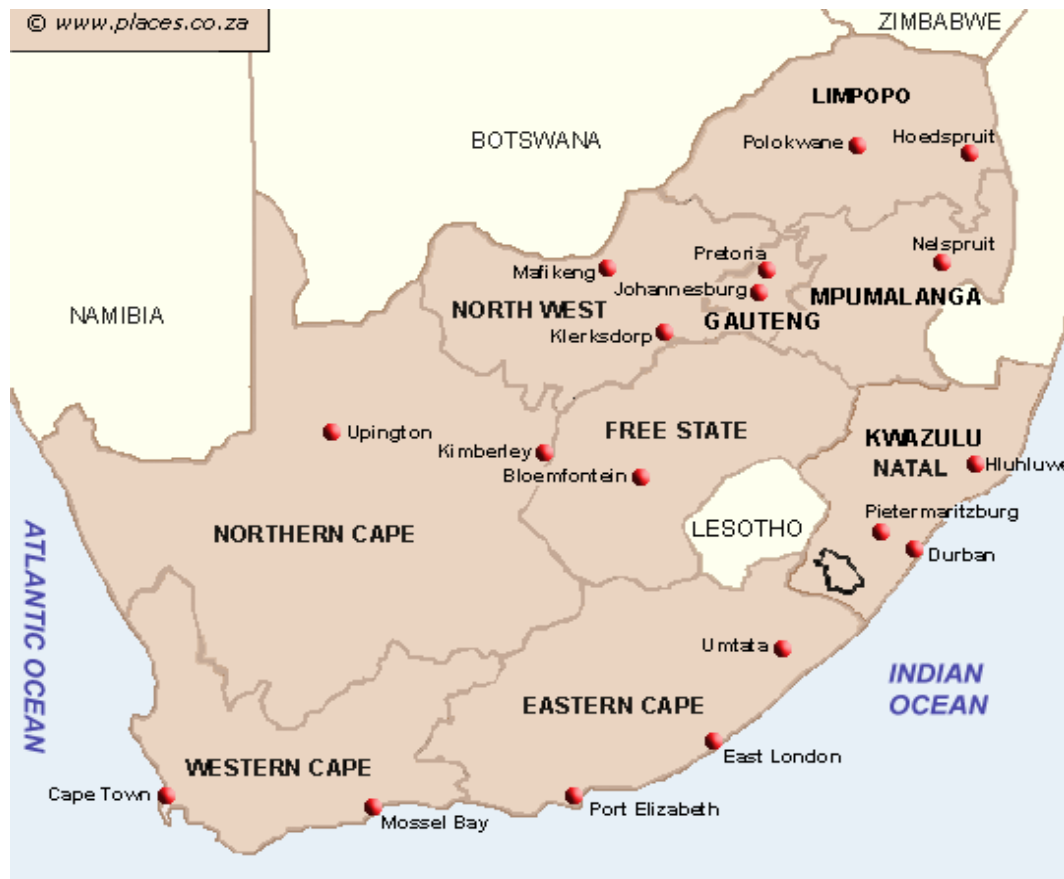 © www.places.co.za
ZIMBABWE
LIMPOPO
BOTSWANA
Polokwane
Hoedspruit
Nelspruit
Pretoria
Mafikeng
Johannesburg
MPUMALANGA
NORTH WEST
GAUTENG
NAMIBIA
Klerksdorp
Upington
FREE STATE
KWAZULU
NATAL
Kimberley
Hluhluwe
Bloemfontein
Pietermaritzburg
LESOTHO
NORTHERN CAPE
Durban
ATLANTIC OCEAN
Umtata
INDIAN
OCEAN
EASTERN CAPE
East London
WESTERN CAPE
Cape Town
Port Elizabeth
Mossel Bay